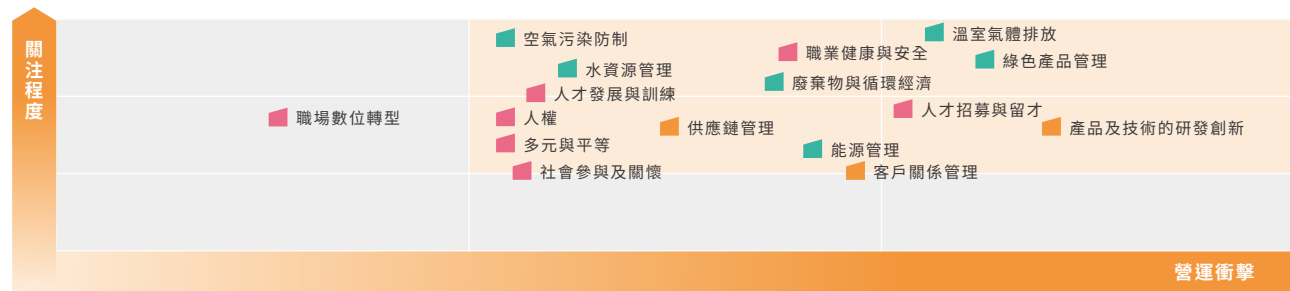 關注程度
空氣污染防制
溫室氣體排放
職業健康與安全
綠色產品管理
水資源管理
廢棄物與循環經濟
人才發展與訓練
職場數位轉型
人權
供應鏈管理
人才招募與留才
產品及技術的研發創新
多元與平等
能源管理
社會參與及關懷
客戶關係管理
營運衝擊